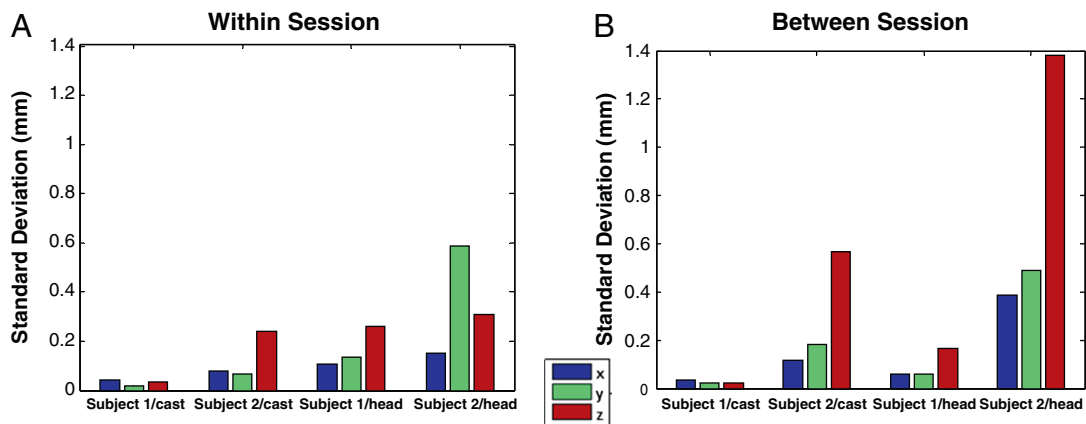 A
Within Session
Standard Deviation (mm)
1.4
1.2
1
0.8
0.6
0.4
0.2
0
Subject 1/cast Subject 2/cast Subject 1/head Subject 2/head
x
y
z
B
Between Session
Standard Deviation (mm)
1.4
1.2
1
0.8
0.6
0.4
0.2
0
Subject 1/cast Subject 2/cast Subject 1/head Subject 2/head